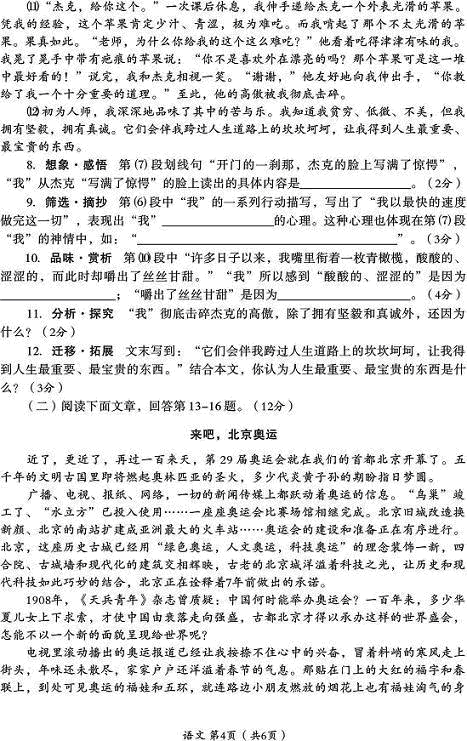 ⑾“杰克，给你这个。”一次课后休息，我伸手递给杰克一个外表光滑的苹果。
凭我的经验，这个苹果肯定少汁、青涩，极为难吃。而我啃起了那个不太光滑的苹
果。果真如此。“老师，为什么你给我的这个这么难吃？”他看着吃得津津有味的我。
我晃了晃手中带有疤痕的苹果说：“你不是喜欢外在漂亮的吗？那个苹果可是这一堆
中最好看的！”说完，我和杰克相视一笑。“谢谢，”他友好地向我伸出手，“你教
给了我一个十分重要的道理。”至此，他的高傲被我彻底击碎。
⑿初为人师，我深深地品味了其中的苦与乐。我知道我贫穷、低微、不美，但我
拥有坚毅，拥有真诚。它们会伴我跨过人生道路上的坎坎坷坷，让我得到人生最重要、
最宝贵的东西。
8. 想象·感悟 第⑺段划线句“开门的一刹那，杰克的脸上写满了惊愕”，
“我”从杰克“写满了惊愕”的脸上读出的具体内容是____________________。（2分）
9. 筛选·摘抄 第⑹段中“我”的一系列行动描写，写出了“我以最快的速度
做完这一切”，表现出“我”____________________的心理。这种心理也体现在第⑺段
“我”的神情中，如：“________________________________________”。（3分）
10. 品味·赏析 第⑽段中“许多日子以来，我嘴里衔着一枚青橄榄，酸酸的、
涩涩的，而此时却嚼出了丝丝甘甜。”“我”所以感到“酸酸的、涩涩的”是因为
____________________；“嚼出了丝丝甘甜”是因为____________________。（4分）
11. 分析·探究 “我”彻底击碎杰克的高傲，除了拥有坚毅和真诚外，还因为
什么？（2分）
12. 迁移·拓展 文末写到：“它们会伴我跨过人生道路上的坎坎坷坷，让我得
到人生最重要、最宝贵的东西。”结合本文，你认为人生最重要、最宝贵的东西是什
么？（3分）
（二）阅读下面文章，回答第13-16题。（12分）
来吧，北京奥运
近了，更近了，再过一百来天，第29届奥运会就在我们的首都北京开幕了。五
千年的文明古国里即将燃起奥林匹亚的圣火，多少代炎黄子孙的期盼指日梦圆。
广播、电视、报纸、网络，一切的新闻传媒上都跃动着奥运的信息。“鸟巢”竣
工了、“水立方”已投入使用……一座座奥运会比赛场馆相继完成。北京旧城改造换
新颜、北京的南站扩建成亚洲最大的火车站……奥运会的建设和准备正在有序进行。
北京，这座历史古城已经用“绿色奥运，人文奥运，科技奥运”的理念装饰一新，四
合院、古城墙和现代化的建筑交相辉映，古老的北京城洋溢着科技之光，让历史和现
代科技如此巧妙的结合，北京正在诠释着7年前做出的承诺。
1908年，《天兵青年》杂志曾质疑：中国何时能举办奥运会？一百年来，多少华
夏儿女上下求索，才使中国由衰落走向强盛，古都北京才得以承办这样的世界盛会，
怎能不以一个新的面貌呈现给世界呢？
电视里滚动播出的奥运报道已经让我按捺不住心中的兴奋，冒着料峭的寒风走上
街头，年味还未散尽，家家户户还洋溢着春节的气息。那贴在门上的大红的福字和春
联上，到处可见奥运的福娃和五环，就连路边小朋友燃放的烟花上也有福娃淘气的身
语文 第4页（共6页）